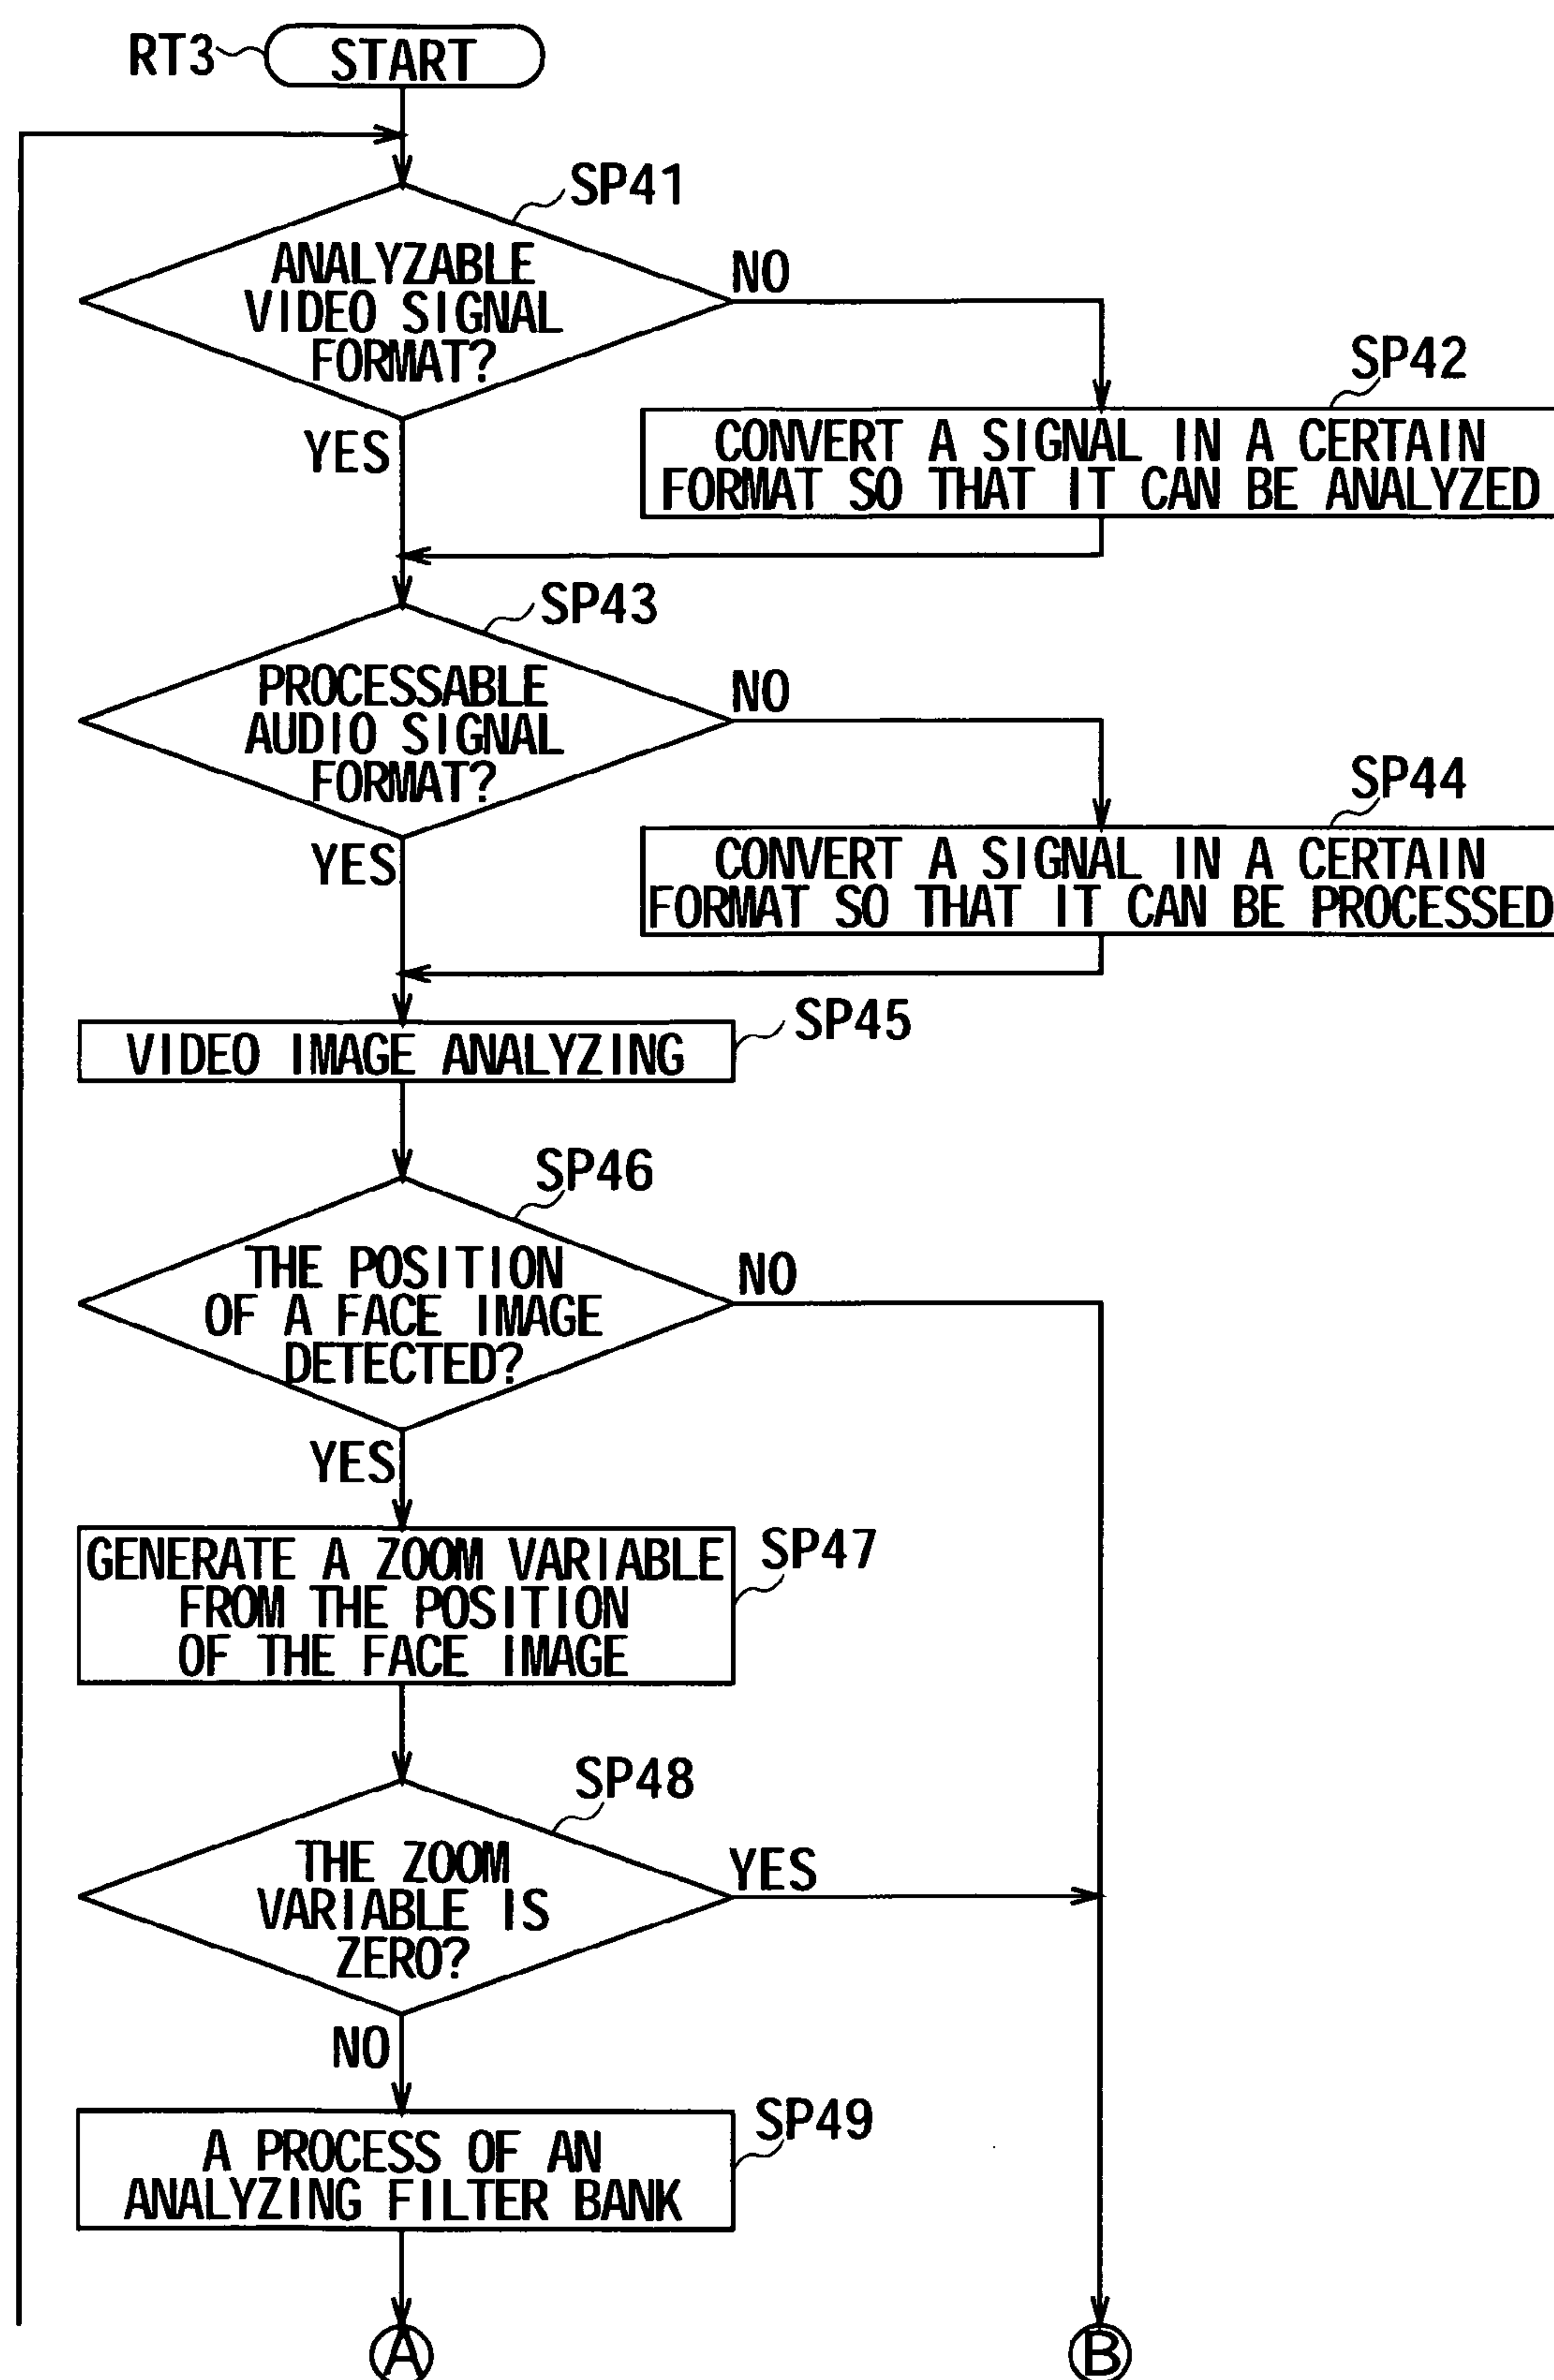 RT3
START
SP41
ANALYZABLE
VIDEO SIGNAL
FORMAT?
NO
YES
SP42
CONVERT A SIGNAL IN A CERTAIN
FORMAT SO THAT IT CAN BE ANALYZED
SP43
PROCESSABLE
AUDIO SIGNAL
FORMAT?
NO
YES
SP44
CONVERT A SIGNAL IN A CERTAIN
FORMAT SO THAT IT CAN BE PROCESSED
SP45
VIDEO IMAGE ANALYZING
SP46
THE POSITION
OF A FACE IMAGE
DETECTED?
NO
YES
SP47
GENERATE A ZOOM VARIABLE
FROM THE POSITION
OF THE FACE IMAGE
SP48
THE ZOOM
VARIABLE IS
ZERO?
YES
NO
SP49
A PROCESS OF AN
ANALYZING FILTER BANK
A
B